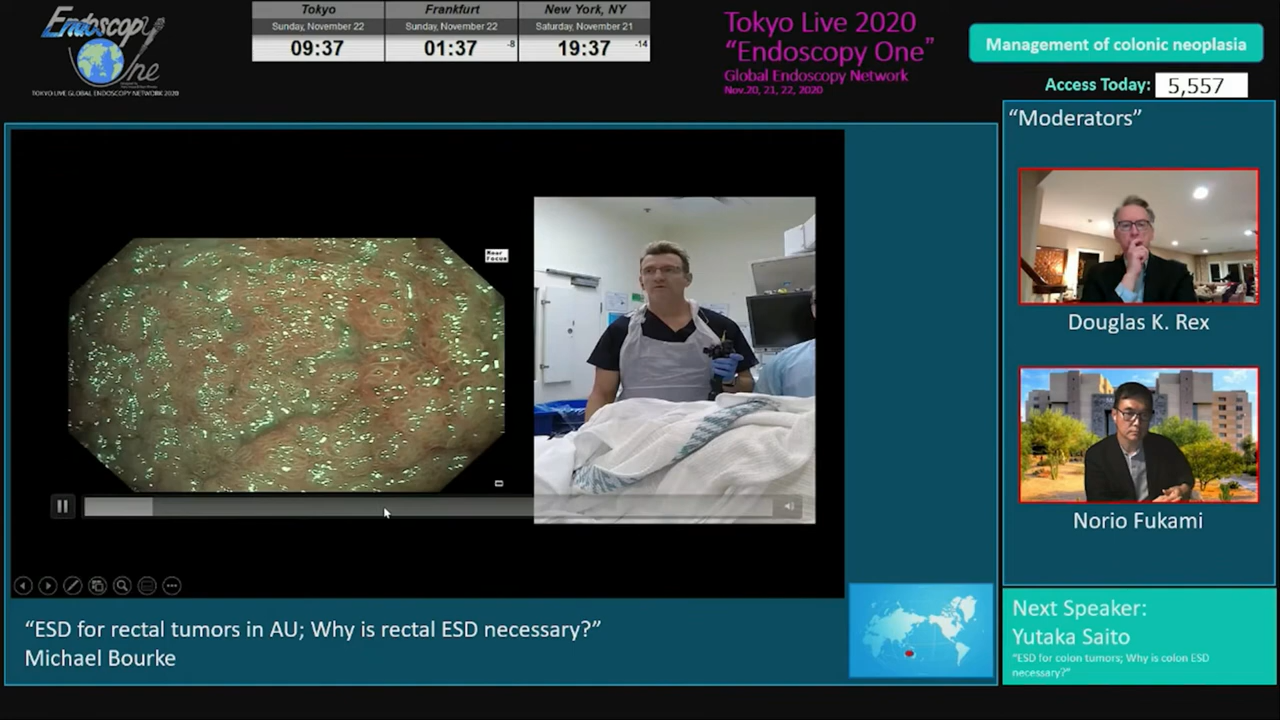 Endoscopy
One
TOKYO LIVE GLOBAL ENDOSCOPY NETWORK 2020
Tokyo
Sunday, November 22
09:37
Frankfurt
Sunday, November 22
01:37
-8
New York, NY
Saturday, November 21
19:37
-14
Tokyo Live 2020
“Endoscopy One”
Global Endoscopy Network
Nov.20, 21, 22, 2020
Management of colonic neoplasia
Access Today: 5,557
“Moderators”
Near
Focus
Douglas K. Rex
Norio Fukami
“ESD for rectal tumors in AU; Why is rectal ESD necessary?”
Michael Bourke
Next Speaker:
Yutaka Saito
“ESD for colon tumors; Why is colon ESD
necessary?”